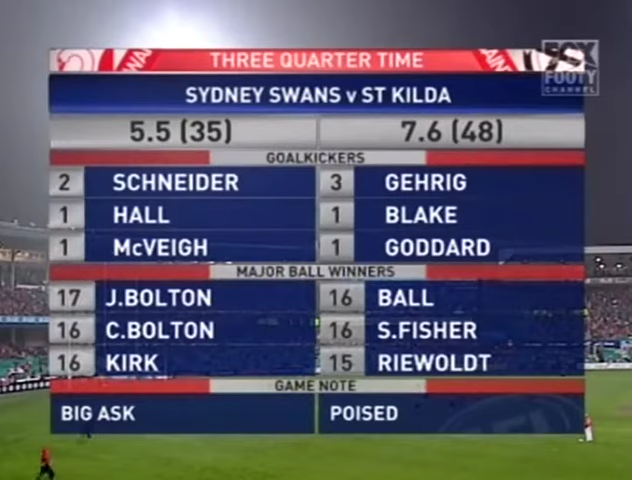 THREE QUARTER TIME
FOX
FOOTY
CHANNEL
SYDNEY SWANS v ST KILDA
5.5 (35) 7.6 (48)
GOALKICKERS
2 SCHNEIDER 3 GEHRIG
1 HALL 1 BLAKE
1 McVEIGH 1 GODDARD
MAJOR BALL WINNERS
17 J.BOLTON 16 BALL
16 C.BOLTON 16 S.FISHER
16 KIRK 15 RIEWOLDT
GAME NOTE
BIG ASK POISED